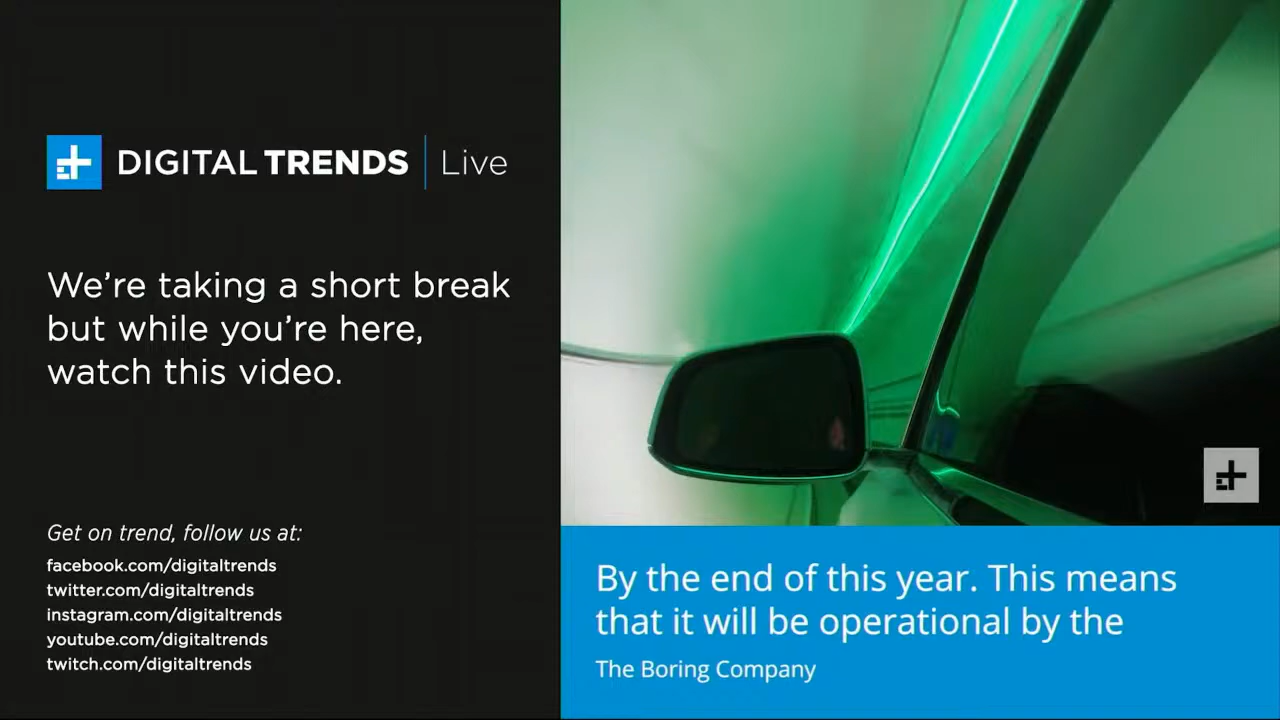 DIGITAL TRENDS Live
We're taking a short break
but while you're here,
watch this video.
Get on trend, follow us at:
facebook.com/digitaltrends
twitter.com/digitaltrends
instagram.com/digitaltrends
youtube.com/digitaltrends
twitch.com/digitaltrends
By the end of this year. This means
that it will be operational by the
The Boring Company